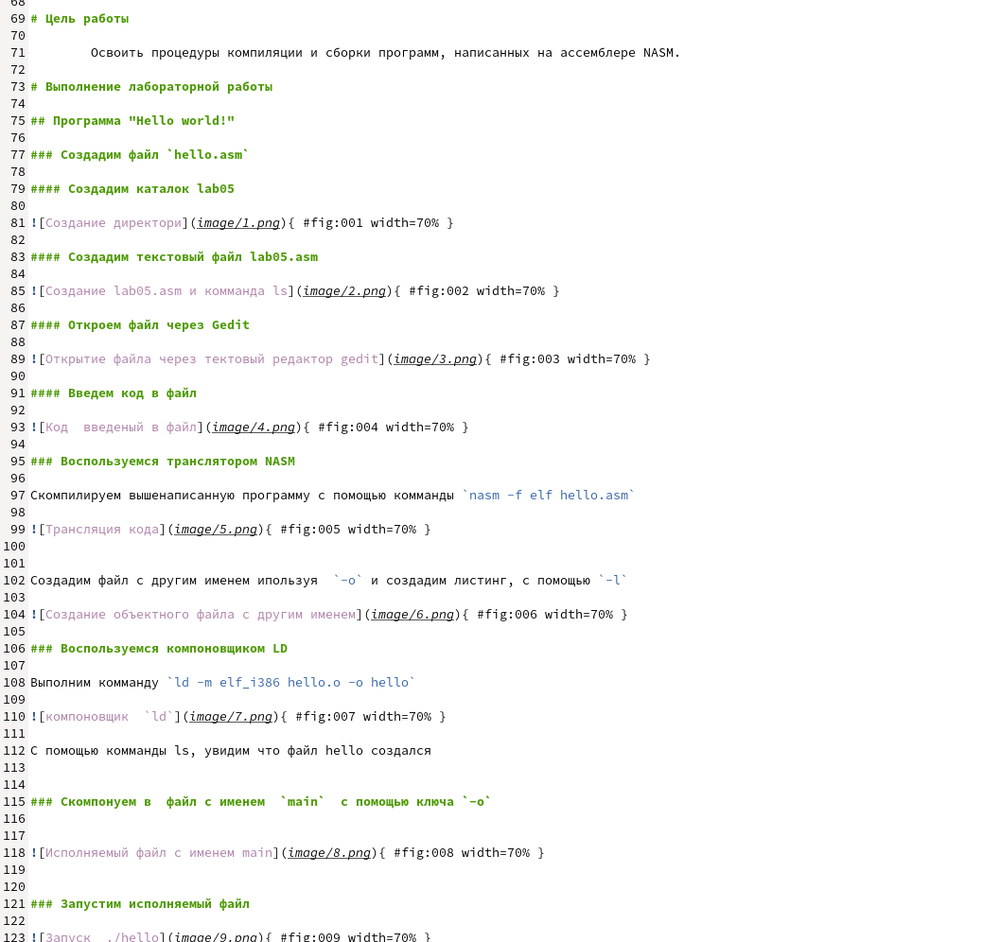 68
69 # Цель работы
70
71         Освоить процедуры компиляции и сборки программ, написанных на ассемблере NASM.
72
73 # Выполнение лабораторной работы
74
75 ## Программа "Hello world!"
76
77 ### Создадим файл `hello.asm`
78
79 #### Создадим каталок lab05
80
81 ![Создание директори](image/1.png){ #fig:001 width=70% }
82
83 #### Создадим текстовый файл lab05.asm
84
85 ![Создание lab05.asm и комманда ls](image/2.png){ #fig:002 width=70% }
86
87 #### Откроем файл через Gedit
88
89 ![Открытие файла через тектовый редактор gedit](image/3.png){ #fig:003 width=70% }
90
91 #### Введем код в файл
92
93 ![Код  введеный в файл](image/4.png){ #fig:004 width=70% }
94
95 ### Воспользуемся транслятором NASM
96
97 Скомпилируем вышенаписанную программу с помощью комманды `nasm -f elf hello.asm`
98
99 ![Трансляция кода](image/5.png){ #fig:005 width=70% }
100
101
102 Создадим файл с другим именем ипользуя  `-o` и создадим листинг, с помощью `-l`
103
104 ![Создание объектного файла с другим именем](image/6.png){ #fig:006 width=70% }
105
106 ### Воспользуемся компоновщиком LD
107
108 Выполним комманду `ld -m elf_i386 hello.o -o hello`
109
110 ![компоновщик  `ld`](image/7.png){ #fig:007 width=70% }
111
112 С помощью комманды ls, увидим что файл hello создался
113
114
115 ### Скомпонуем в  файл с именем  `main`  с помощью ключа `-o`
116
117
118 ![Исполняемый файл с именем main](image/8.png){ #fig:008 width=70% }
119
120
121 ### Запустим исполняемый файл
122
123 ![Запуск  ./hello](image/9.png){ #fig:009 width=70% }